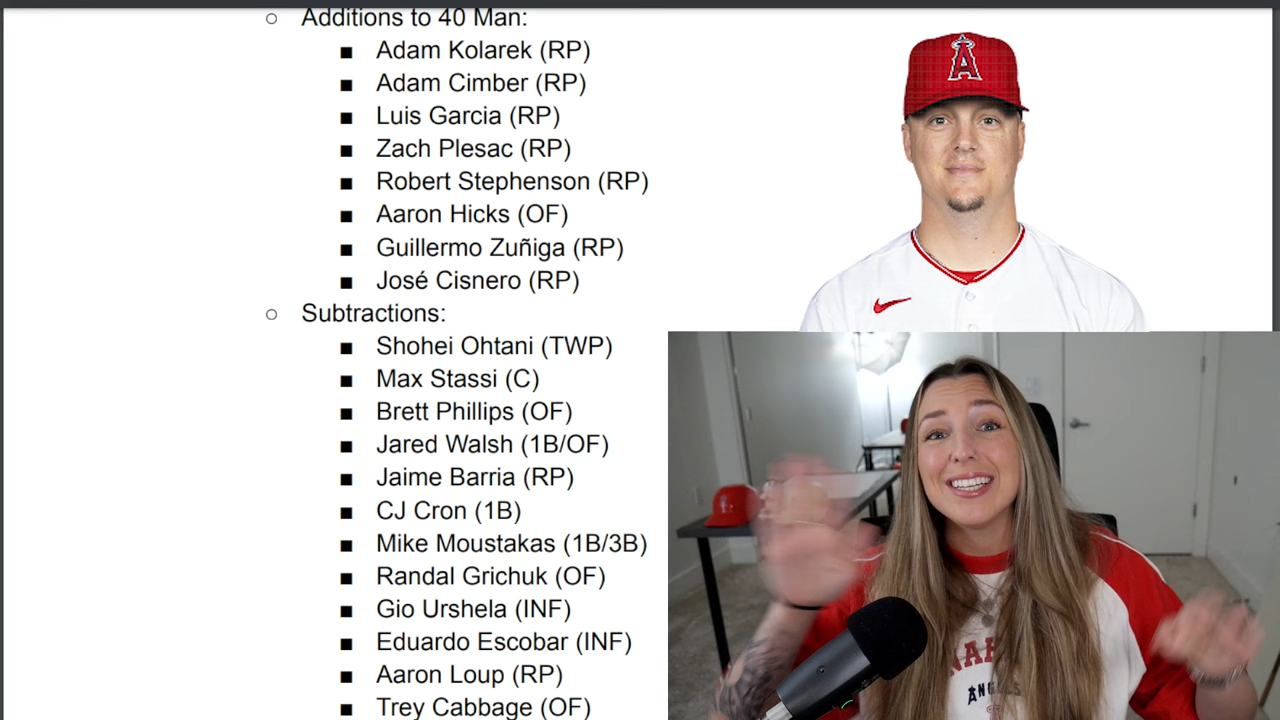 Additions to 40 Man:
Adam Kolarek (RP)
Adam Cimber (RP)
Luis Garcia (RP)
Zach Plesac (RP)
Robert Stephenson (RP)
Aaron Hicks (OF)
Guillermo Zuñiga (RP)
José Cisnero (RP)
Subtractions:
Shohei Ohtani (TWP)
Max Stassi (C)
Brett Phillips (OF)
Jared Walsh (1B/OF)
Jaime Barria (RP)
CJ Cron (1B)
Mike Moustakas (1B/3B)
Randal Grichuk (OF)
Gio Urshela (INF)
Eduardo Escobar (INF)
Aaron Loup (RP)
Trey Cabbage (OF)
A